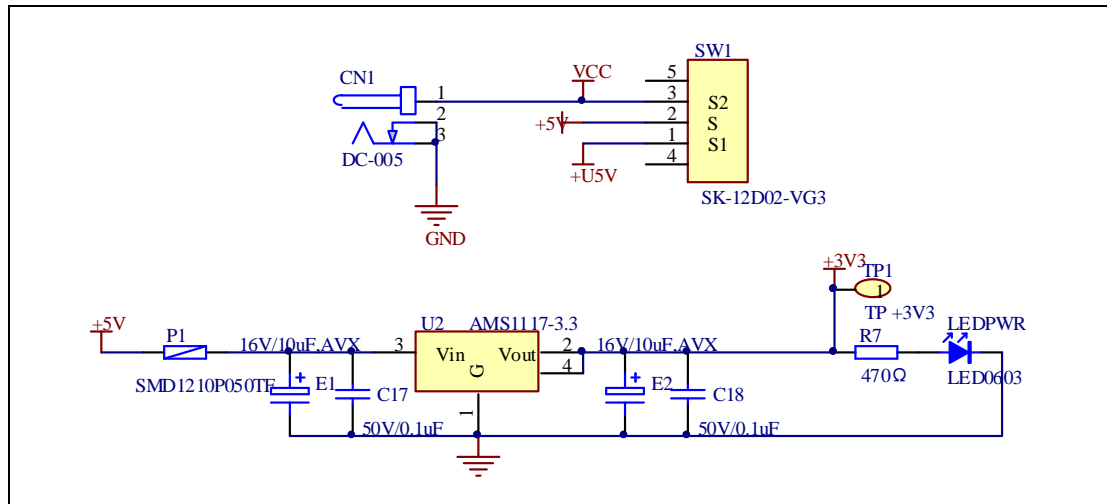 SW1
CN1
VCC
5
1
3
S2
2
+5V
2
S
3
1
S1
DC-005
4
+U5V
SK-12D02-VG3
GND
+3V3
TP1
1
+5V
U2
AMS1117-3.3
TP +3V3
LEDPWR
P1
R7
16V/10uF,AVX
3
Vin
Vout
2
16V/10uF,AVX
4
G
SMD1210P050TF
E1
E2
470Ω
LED0603
C17
C18
1
50V/0.1uF
50V/0.1uF